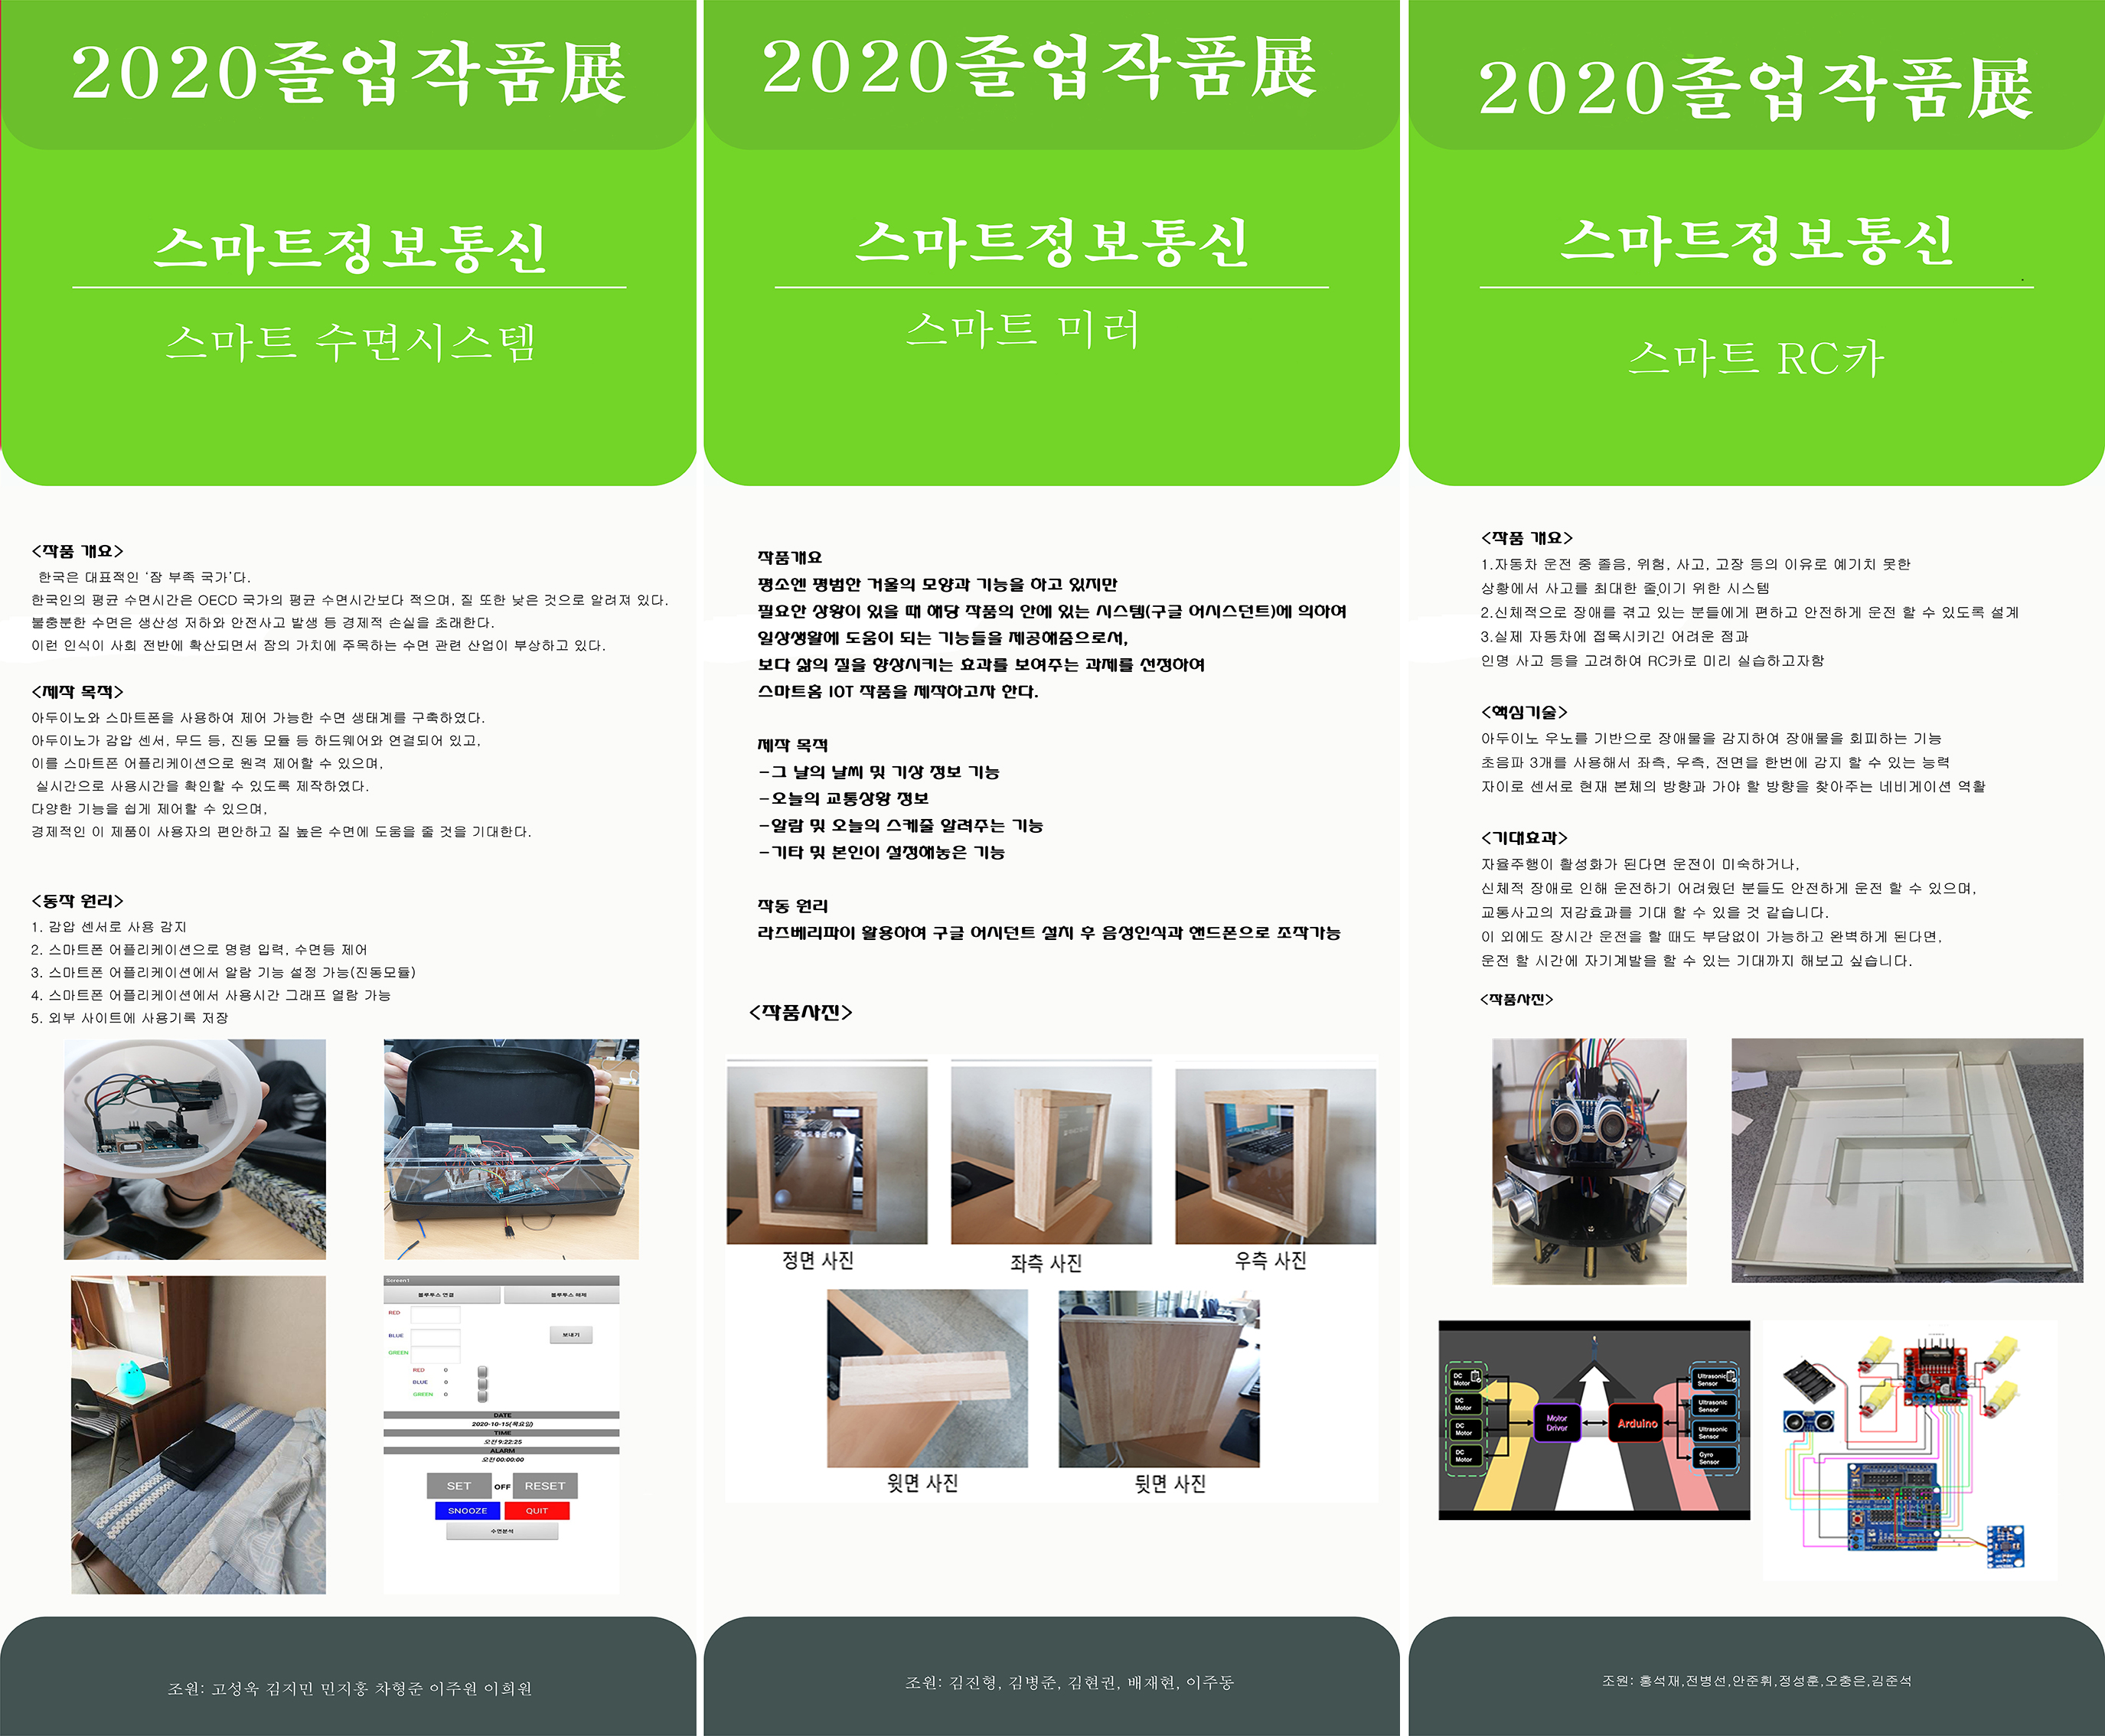 2020졸업작품展
스마트정보통신
스마트 수면시스템
<작품 개요>
한국은 대표적인 ‘잠 부족 국가’다.
한국인의 평균 수면시간은 OECD 국가의 평균 수면시간보다 적으며, 질 또한 낮은 것으로 알려져 있다.
불충분한 수면은 생산성 저하와 안전사고 발생 등 경제적 손실을 초래한다.
이런 인식이 사회 전반에 확산되면서 잠의 가치에 주목하는 수면 관련 산업이 부상하고 있다.
<제작 목적>
아두이노와 스마트폰을 사용하여 제어 가능한 수면 생태계를 구축하였다.
아두이노가 감압 센서, 무드 등, 진동 모듈 등 하드웨어와 연결되어 있고,
이를 스마트폰 어플리케이션으로 원격 제어할 수 있으며,
실시간으로 사용시간을 확인할 수 있도록 제작하였다.
다양한 기능을 쉽게 제어할 수 있으며,
경제적인 이 제품이 사용자의 편안하고 질 높은 수면에 도움을 줄 것을 기대한다.
<동작 원리>
1. 감압 센서로 사용 감지
2. 스마트폰 어플리케이션으로 명령 입력, 수면등 제어
3. 스마트폰 어플리케이션에서 알람 기능 설정 가능(진동모듈)
4. 스마트폰 어플리케이션에서 사용시간 그래프 열람 가능
5. 외부 사이트에 사용기록 저장
Screen1
블루투스 연결 블루투스 해제
RED
BLUE 보내기
GREEN
RED 0
BLUE 0
GREEN 0
DATE
2020-10-15(목요일)
TIME
오전 9:22:25
ALARM
오전 00:00:00
SET OFF RESET
SNOOZE QUIT
수면분석
조원: 고성욱 김지민 민지홍 차형준 이주원 이희원
2020졸업작품展
스마트정보통신
스마트 미러
작품개요
평소엔 평범한 거울의 모양과 기능을 하고 있지만
필요한 상황이 있을 때 해당 작품의 안에 있는 시스템(구글 어시스턴트)에 의하여
일상생활에 도움이 되는 기능들을 제공해줌으로서,
보다 삶의 질을 향상시키는 효과를 보여주는 과제를 선정하여
스마트홈 IOT 작품을 제작하고자 한다.
제작 목적
-그 날의 날씨 및 기상 정보 기능
-오늘의 교통상황 정보
-알람 및 오늘의 스케줄 알려주는 기능
-기타 및 본인이 설정해놓은 기능
작동 원리
라즈베리파이 활용하여 구글 어시던트 설치 후 음성인식과 핸드폰으로 조작가능
<작품사진>
정면 사진
좌측 사진
우측 사진
윗면 사진
뒷면 사진
조원: 김진형, 김병준, 김현권, 배재현, 이주동
2020졸업작품展
스마트정보통신
스마트 RC카
<작품 개요>
1.자동차 운전 중 졸음, 위험, 사고, 고장 등의 이유로 예기치 못한
상황에서 사고를 최대한 줄이기 위한 시스템
2.신체적으로 장애를 겪고 있는 분들에게 편하고 안전하게 운전 할 수 있도록 설계
3.실제 자동차에 접목시키긴 어려운 점과
인명 사고 등을 고려하여 RC카로 미리 실습하고자함
<핵심기술>
아두이노 우노를 기반으로 장애물을 감지하여 장애물을 회피하는 기능
초음파 3개를 사용해서 좌측, 우측, 전면을 한번에 감지 할 수 있는 능력
자이로 센서로 현재 본체의 방향과 가야 할 방향을 찾아주는 네비게이션 역활
<기대효과>
자율주행이 활성화가 된다면 운전이 미숙하거나,
신체적 장애로 인해 운전하기 어려웠던 분들도 안전하게 운전 할 수 있으며,
교통사고의 저감효과를 기대 할 수 있을 것 같습니다.
이 외에도 장시간 운전을 할 때도 부담없이 가능하고 완벽하게 된다면,
운전 할 시간에 자기계발을 할 수 있는 기대까지 해보고 싶습니다.
<작품사진>
DC Motor
DC Motor
DC Motor
DC Motor
Motor Driver
Arduino
Ultrasonic Sensor
Ultrasonic Sensor
Ultrasonic Sensor
Gyro Sensor
조원: 홍석재,전병선,안준휘,정성훈,오충은,김준석